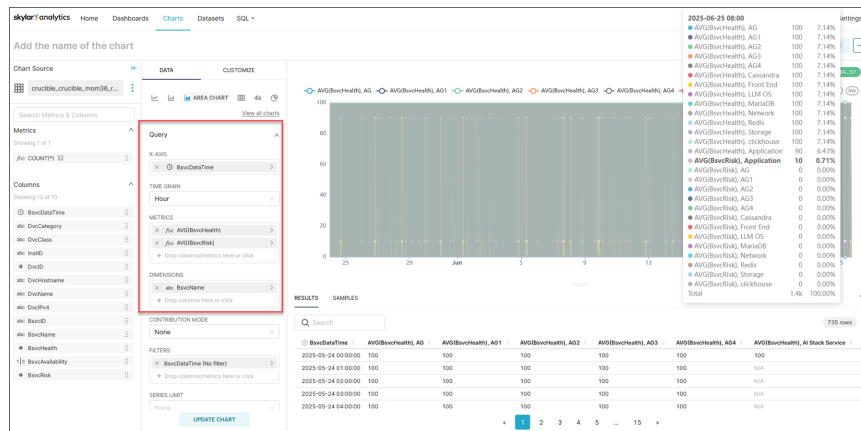 skylar analytics Home Dashboards Charts Datasets SQL
Settings
Add the name of the chart
Chart Source
crucible_crucible_mom36_r...
Search Metrics & Columns
Metrics
Showing 1 of 1
f(x) COUNT(*)
Columns
Showing 13 of 13
BsvcDataTime
abc DvcCategory
abc DvcClass
abc InstID
# DvcID
abc DvcHostname
abc DvcName
abc DvcIPv4
abc BsvcID
abc BsvcName
# BsvcHealth
1|0 BsvcAvailability
# BsvcRisk
DATA CUSTOMIZE
AREA CHART 4k
View all charts
Query
X-AXIS
× BsvcDataTime
TIME GRAIN
Hour
METRICS
× f(x) AVG(BsvcHealth)
× f(x) AVG(BsvcRisk)
+ Drop columns/metrics here or click
DIMENSIONS
× abc BsvcName
+ Drop columns here or click
CONTRIBUTION MODE
None
FILTERS
× BsvcDataTime (No filter)
+ Drop columns/metrics here or click
SERIES LIMIT
None
UPDATE CHART
AVG(BsvcHealth), AG AVG(BsvcHealth), AG1 AVG(BsvcHealth), AG2 AVG(BsvcHealth), AG3 AVG(BsvcHealth), AG4
Inv
100
80
60
40
20
0
25 29 Jun 5 9 13
2025-06-25 08:00
AVG(BsvcHealth), AG 100 7.14%
AVG(BsvcHealth), AG1 100 7.14%
AVG(BsvcHealth), AG2 100 7.14%
AVG(BsvcHealth), AG3 100 7.14%
AVG(BsvcHealth), AG4 100 7.14%
AVG(BsvcHealth), Cassandra 100 7.14%
AVG(BsvcHealth), Front End 100 7.14%
AVG(BsvcHealth), LLM OS 100 7.14%
AVG(BsvcHealth), MariaDB 100 7.14%
AVG(BsvcHealth), Network 100 7.14%
AVG(BsvcHealth), Redis 100 7.14%
AVG(BsvcHealth), Storage 100 7.14%
AVG(BsvcHealth), clickhouse 100 7.14%
AVG(BsvcHealth), Application 90 6.43%
AVG(BsvcRisk), Application 10 0.71%
AVG(BsvcRisk), AG 0 0.00%
AVG(BsvcRisk), AG1 0 0.00%
AVG(BsvcRisk), AG2 0 0.00%
AVG(BsvcRisk), AG3 0 0.00%
AVG(BsvcRisk), AG4 0 0.00%
AVG(BsvcRisk), Cassandra 0 0.00%
AVG(BsvcRisk), Front End 0 0.00%
AVG(BsvcRisk), LLM OS 0 0.00%
AVG(BsvcRisk), MariaDB 0 0.00%
AVG(BsvcRisk), Network 0 0.00%
AVG(BsvcRisk), Redis 0 0.00%
AVG(BsvcRisk), Storage 0 0.00%
AVG(BsvcRisk), clickhouse 0 0.00%
Total 1.4k 100.00%
RESULTS SAMPLES
Search
735 rows
BsvcDataTime AVG(BsvcHealth), AG AVG(BsvcHealth), AG1 AVG(BsvcHealth), AG2 AVG(BsvcHealth), AG3 AVG(BsvcHealth), AG4 AVG(BsvcHealth), AI Stack Service
2025-05-24 00:00:00 100 100 100 100 100 100
2025-05-24 01:00:00 100 100 100 100 100 N/A
2025-05-24 02:00:00 100 100 100 100 100 N/A
2025-05-24 03:00:00 100 100 100 100 100 N/A
2025-05-24 04:00:00 100 100 100 100 100 N/A
« 1 2 3 4 5 ... 15 »